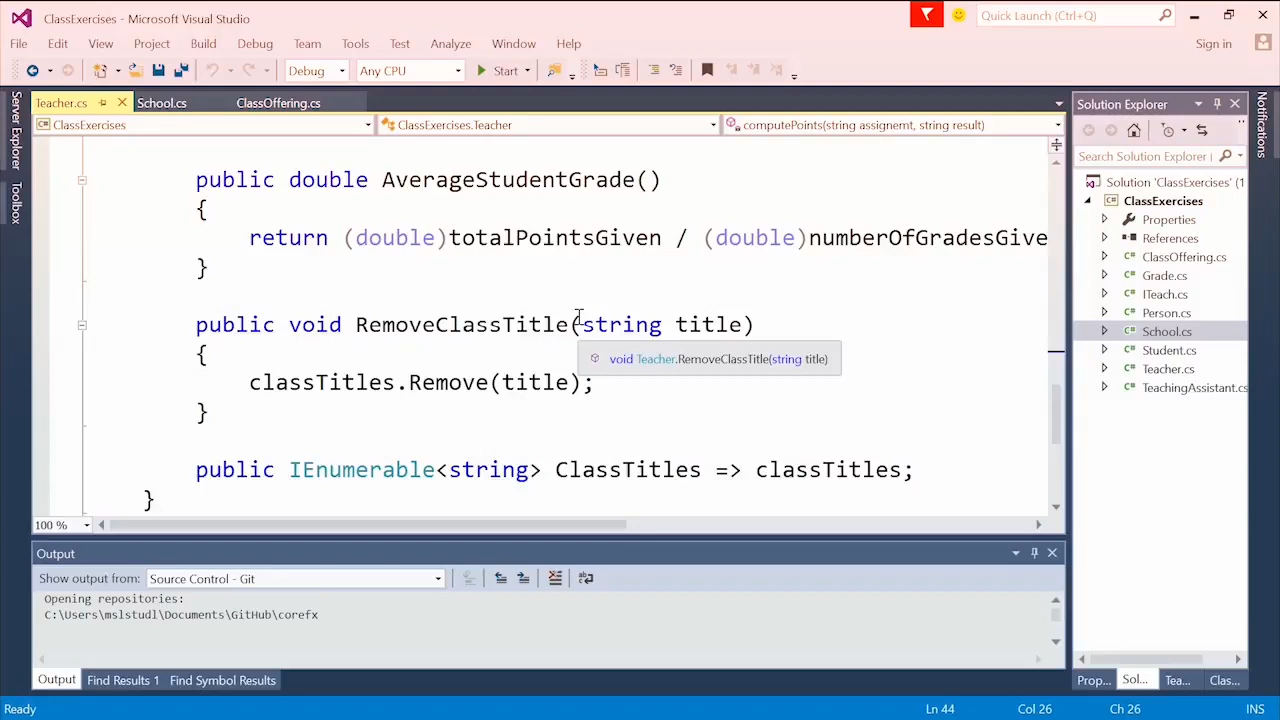 ClassExercises - Microsoft Visual Studio
Quick Launch (Ctrl+Q)
File Edit View Project Build Debug Team Tools Test Analyze Window Help
Sign in
Debug Any CPU Start
Teacher.cs School.cs ClassOffering.cs
ClassExercises ClassExercises.Teacher computePoints(string assignemt, string result)
public double AverageStudentGrade()
{
return (double)totalPointsGiven / (double)numberOfGradesGive
}
public void RemoveClassTitle(string title)
{
void Teacher.RemoveClassTitle(string title)
classTitles.Remove(title);
}
public IEnumerable<string> ClassTitles => classTitles;
}
100 %
Server Explorer
Toolbox
Output
Show output from: Source Control - Git
Opening repositories:
C:\Users\mslstudl\Documents\GitHub\corefx
Output Find Results 1 Find Symbol Results
Solution Explorer
Search Solution Explorer (
Solution 'ClassExercises' (1
ClassExercises
Properties
References
ClassOffering.cs
Grade.cs
ITeach.cs
Person.cs
School.cs
Student.cs
Teacher.cs
TeachingAssistant.cs
Prop... Sol... Tea... Clas...
Notifications
Ready Ln 44 Col 26 Ch 26 INS